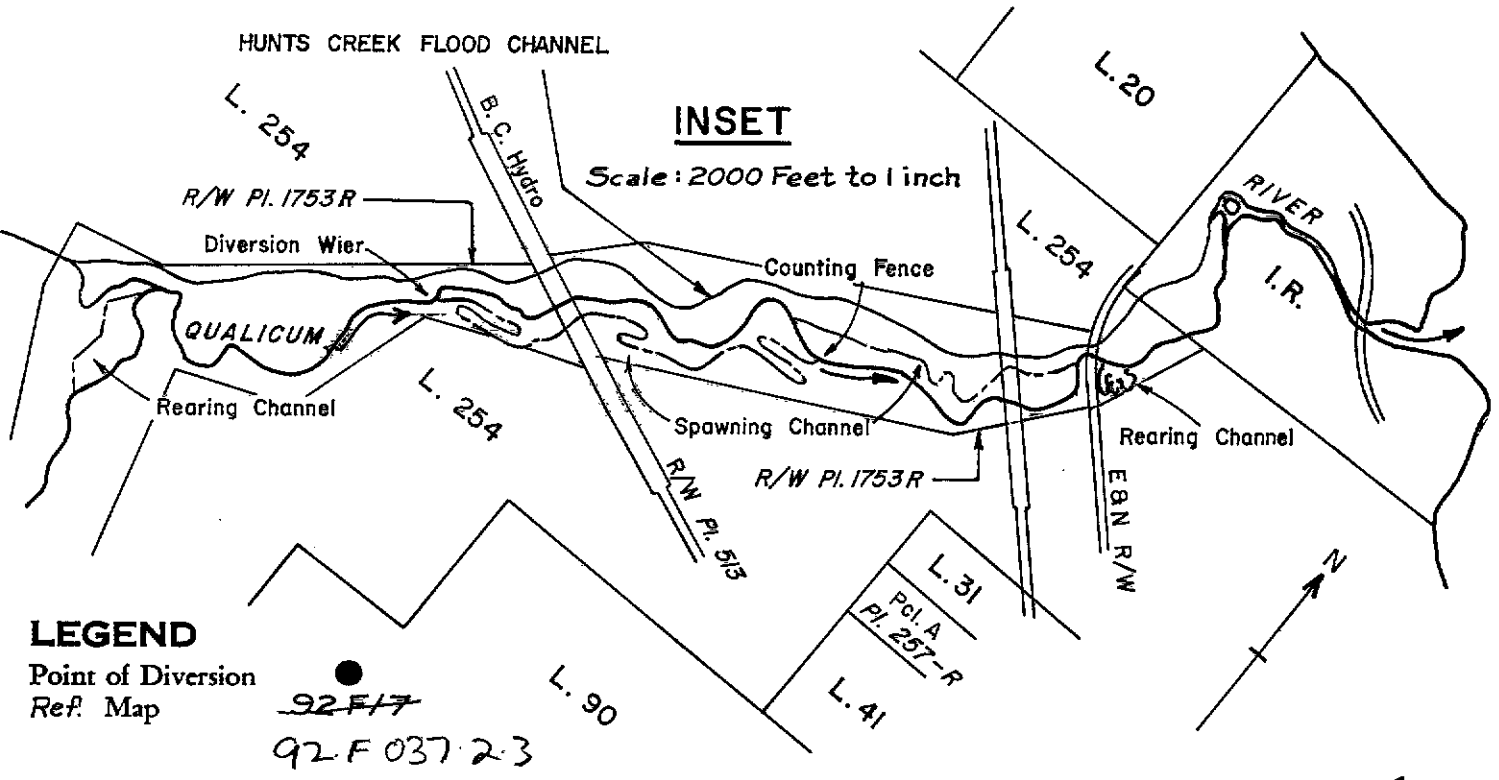 HUNTS CREEK FLOOD CHANNEL
L. 20
L. 254
B. C. Hydro
INSET
Scale: 2000 Feet to 1 inch
R/W Pl. 1753R
RIVER
Diversion Wier
L. 254
Counting Fence
I.R.
QUALICUM
Rearing Channel
L. 254
Spawning Channel
Rearing Channel
R/W Pl. 1753R
R/W Pl. 513
E&N R/W
N
L. 31
Pcl. A
Pl. 257-R
L. 41
L. 90
LEGEND
Point of Diversion
Ref. Map
92 F/7
92 F 037.2.3